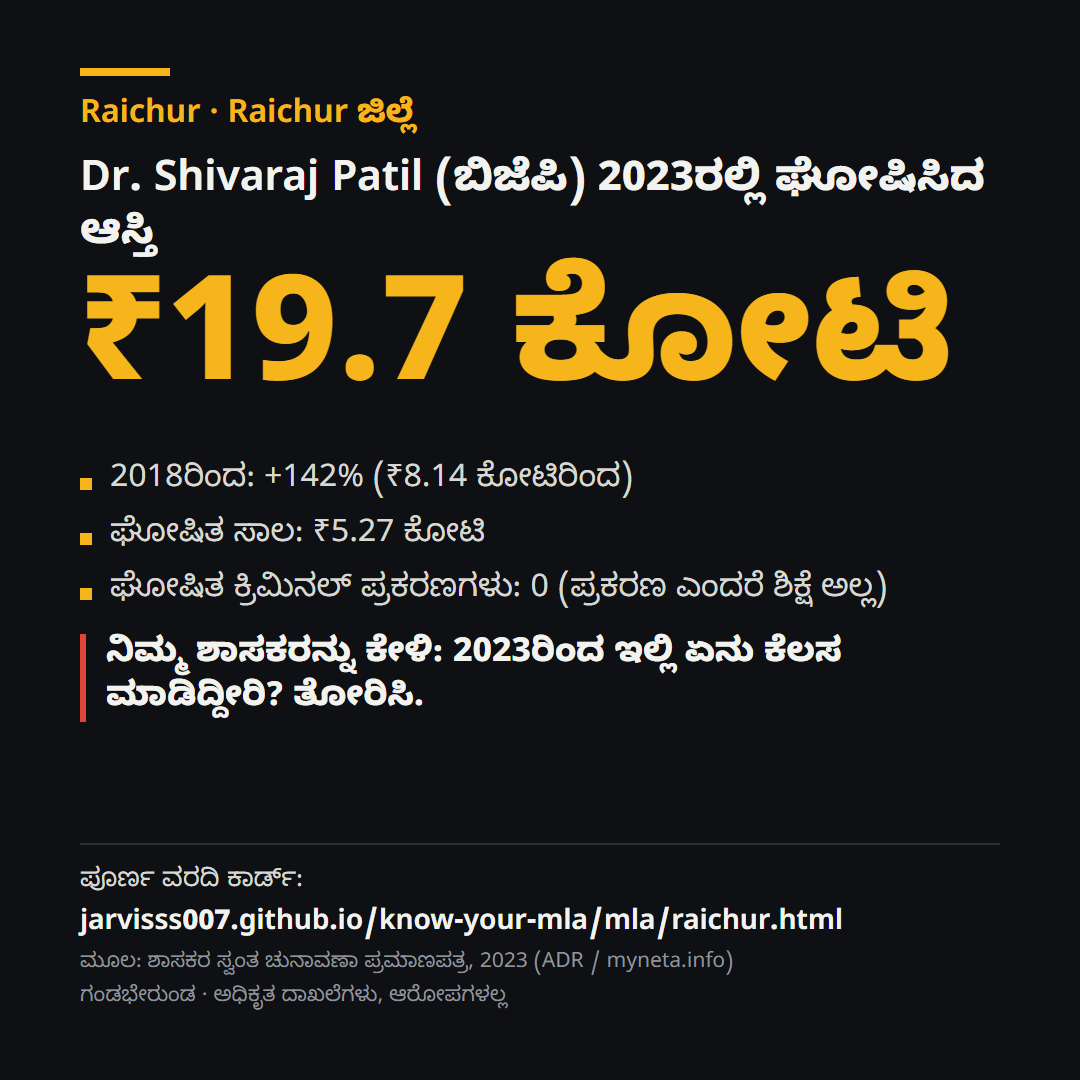 Raichur · Raichur ಜಿಲ್ಲೆ
Dr. Shivaraj Patil (ಬಿಜೆಪಿ) 2023ರಲ್ಲಿ ಘೋಷಿಸಿದ
ಆಸ್ತಿ
₹19.7 ಕೋಟಿ
2018ರಿಂದ: +142% (₹8.14 ಕೋಟಿರಿಂದ)
ಘೋಷಿತ ಸಾಲ: ₹5.27 ಕೋಟಿ
ಘೋಷಿತ ಕ್ರಿಮಿನಲ್ ಪ್ರಕರಣಗಳು: 0 (ಪ್ರಕರಣ ಎಂದರೆ ಶಿಕ್ಷೆ ಅಲ್ಲ)
ನಿಮ್ಮ ಶಾಸಕರನ್ನು ಕೇಳಿ: 2023ರಿಂದ ಇಲ್ಲಿ ಏನು ಕೆಲಸ
ಮಾಡಿದ್ದೀರಿ? ತೋರಿಸಿ.
ಪೂರ್ಣ ವರದಿ ಕಾರ್ಡ್:
jarvisss007.github.io/know-your-mla/mla/raichur.html
ಮೂಲ: ಶಾಸಕರ ಸ್ವಂತ ಚುನಾವಣಾ ಪ್ರಮಾಣಪತ್ರ, 2023 (ADR / myneta.info)
ಗಂಡಭೇರುಂಡ · ಅಧಿಕೃತ ದಾಖಲೆಗಳು, ಆರೋಪಗಳಲ್ಲ